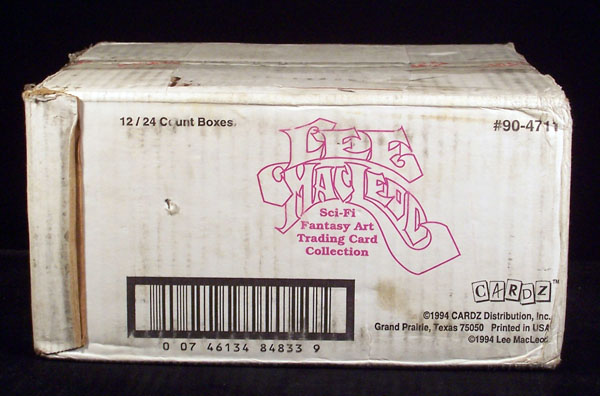 12 / 24 Count Boxes
#90-4711
LEE
MACLEOD
Sci-Fi
Fantasy Art
Trading Card
Collection
CARDZ™
©1994 CARDZ Distribution, Inc.
Grand Prairie, Texas 75050 Printed in USA
©1994 Lee MacLeod
0 07 46134 84833 9